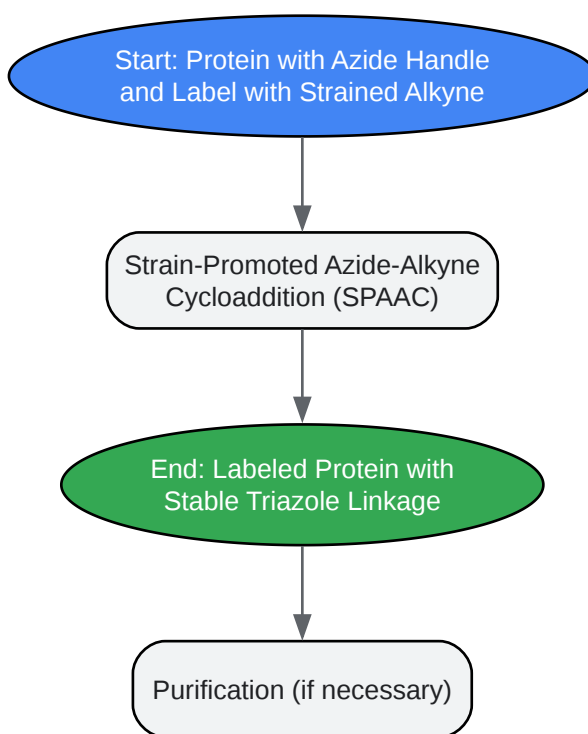 Start: Protein with Azide Handle
and Label with Strained Alkyne
Strain-Promoted Azide-Alkyne
Cycloaddition (SPAAC)
End: Labeled Protein with
Stable Triazole Linkage
Purification (if necessary)